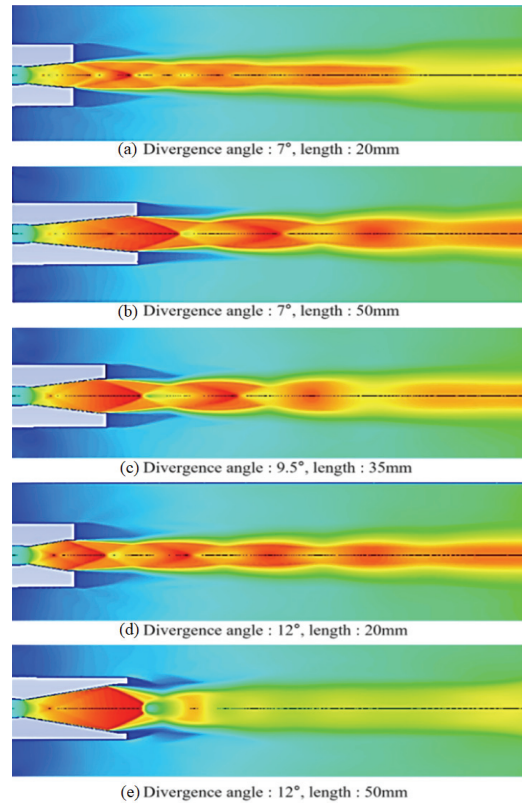 (a) Divergence angle : 7°, length : 20mm
(b) Divergence angle : 7°, length : 50mm
(c) Divergence angle : 9.5°, length : 35mm
(d) Divergence angle : 12°, length : 20mm
(e) Divergence angle : 12°, length : 50mm